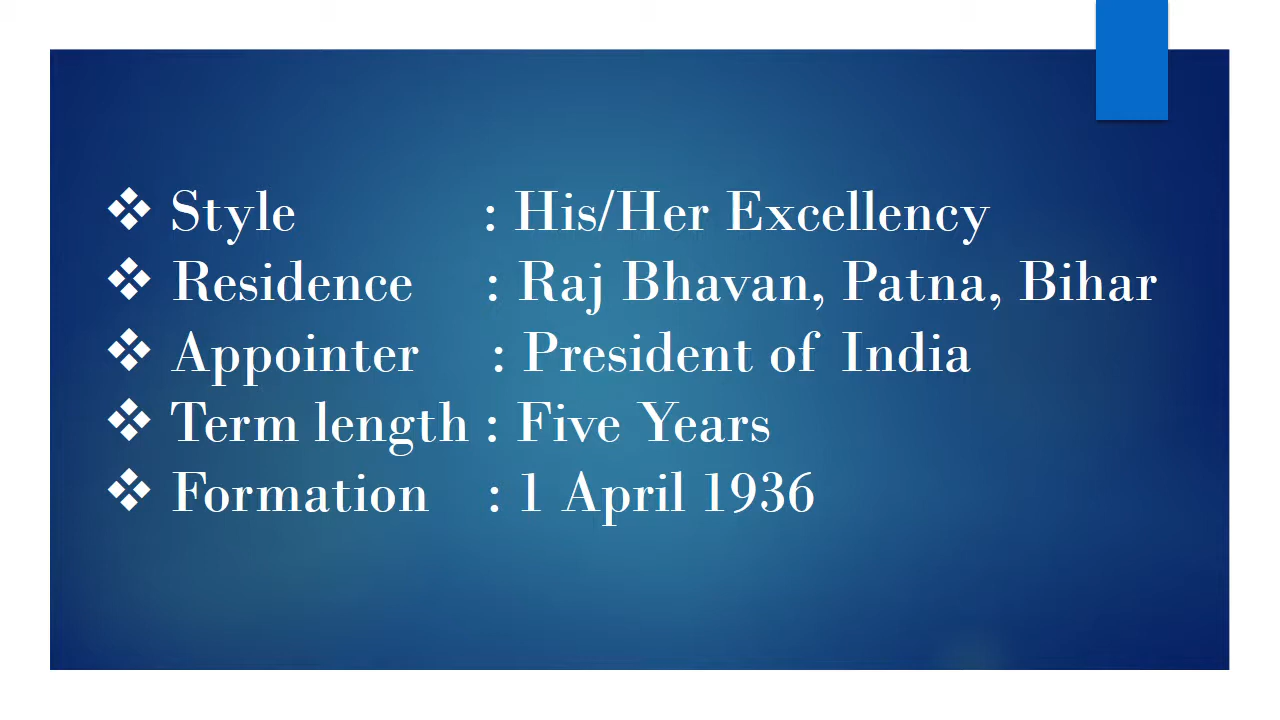 ❖ Style : His/Her Excellency
❖ Residence : Raj Bhavan, Patna, Bihar
❖ Appointer : President of India
❖ Term length : Five Years
❖ Formation : 1 April 1936